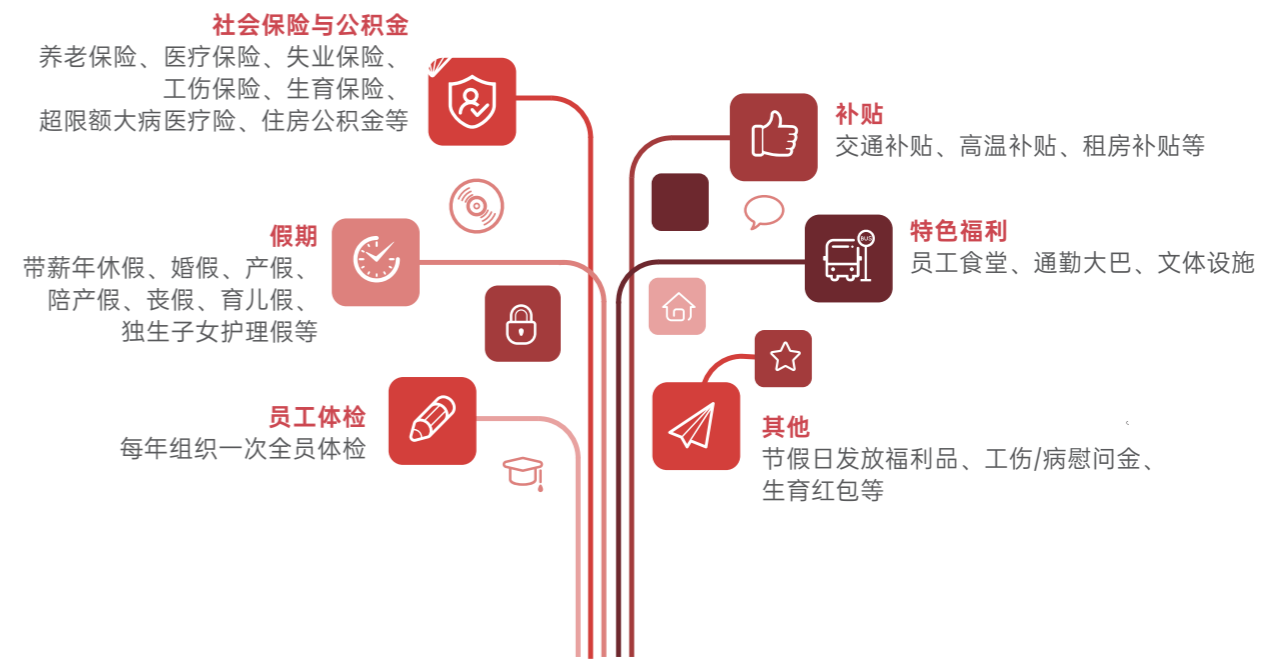 社会保险与公积金
养老保险、医疗保险、失业保险、
工伤保险、生育保险、
超限额大病医疗险、住房公积金等
假期
带薪年休假、婚假、产假、
陪产假、丧假、育儿假、
独生子女护理假等
员工体检
每年组织一次全员体检
补贴
交通补贴、高温补贴、租房补贴等
BUS
特色福利
员工食堂、通勤大巴、文体设施
其他
节假日发放福利品、工伤/病慰问金、
生育红包等